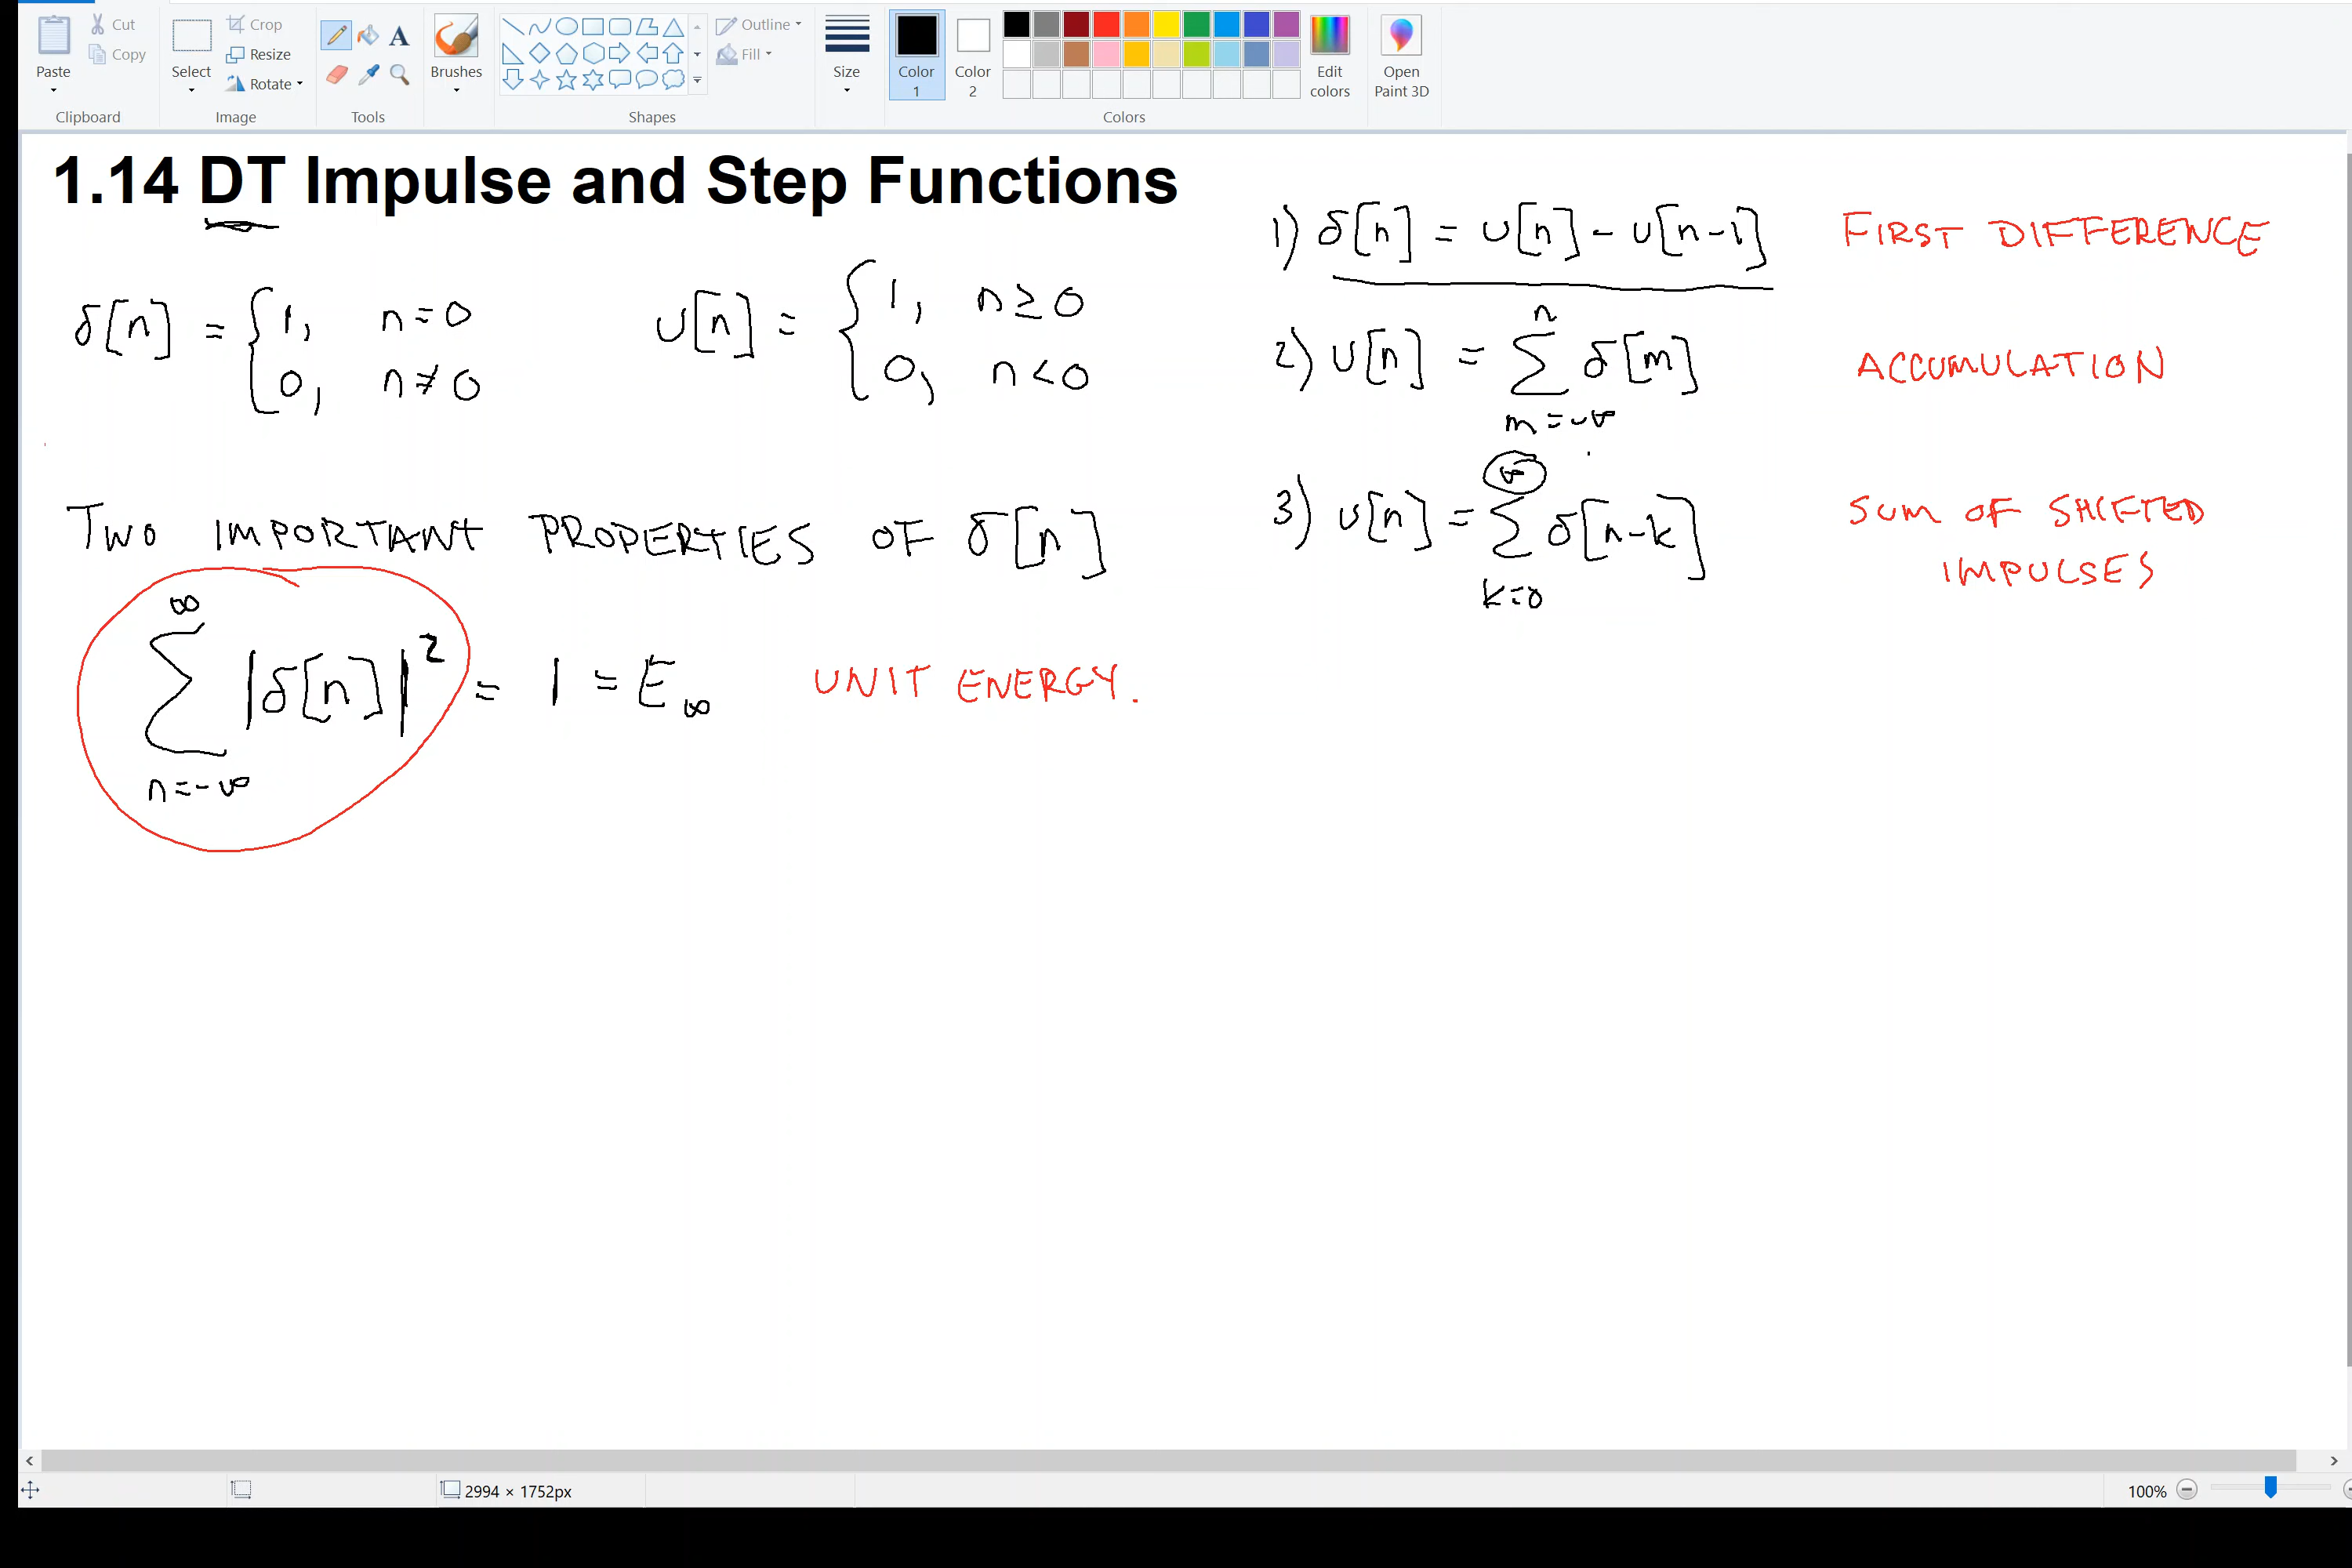 Paste
Cut
Copy
Clipboard
Select
Crop
Resize
Rotate
Image
A
Tools
Brushes
Shapes
Outline
Fill
Size
Color 1
Color 2
Edit colors
Colors
Open Paint 3D
1.14 DT Impulse and Step Functions
δ[n] = { 1, n=0
0, n≠0
u[n] = { 1, n≥0
0, n<0
1) δ[n] = u[n] - u[n-1] FIRST DIFFERENCE
2) u[n] = ∑_{m=-∞}^{n} δ[m] ACCUMULATION
3) u[n] = ∑_{k=0}^{∞} δ[n-k] SUM OF SHIFTED
IMPULSES
TWO IMPORTANT PROPERTIES OF δ[n]
∑_{n=-∞}^{∞} |δ[n]|² = 1 = E∞ UNIT ENERGY.
2994 × 1752px
100%